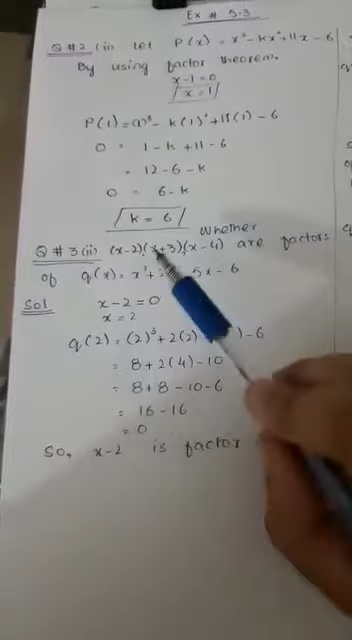 Ex # 5.3
Q # 2 (i) let P(x) = x³ - kx² + 11x - 6
By using factor theorem.
x - 1 = 0
x = 1
P(1) = (1)³ - k(1)² + 11(1) - 6
0 = 1 - k + 11 - 6
= 12 - 6 - k
0 = 6 - k
k = 6
Q # 3 (ii) (x-2), (x+3), (x-4) are factors whether
of q(x) = x³ + 2 5x - 6
Sol x - 2 = 0
x = 2
q(2) = (2)³ + 2(2) ) - 6
= 8 + 2(4) - 10
= 8 + 8 - 10 - 6
= 16 - 16
= 0
So, x-2 is factor